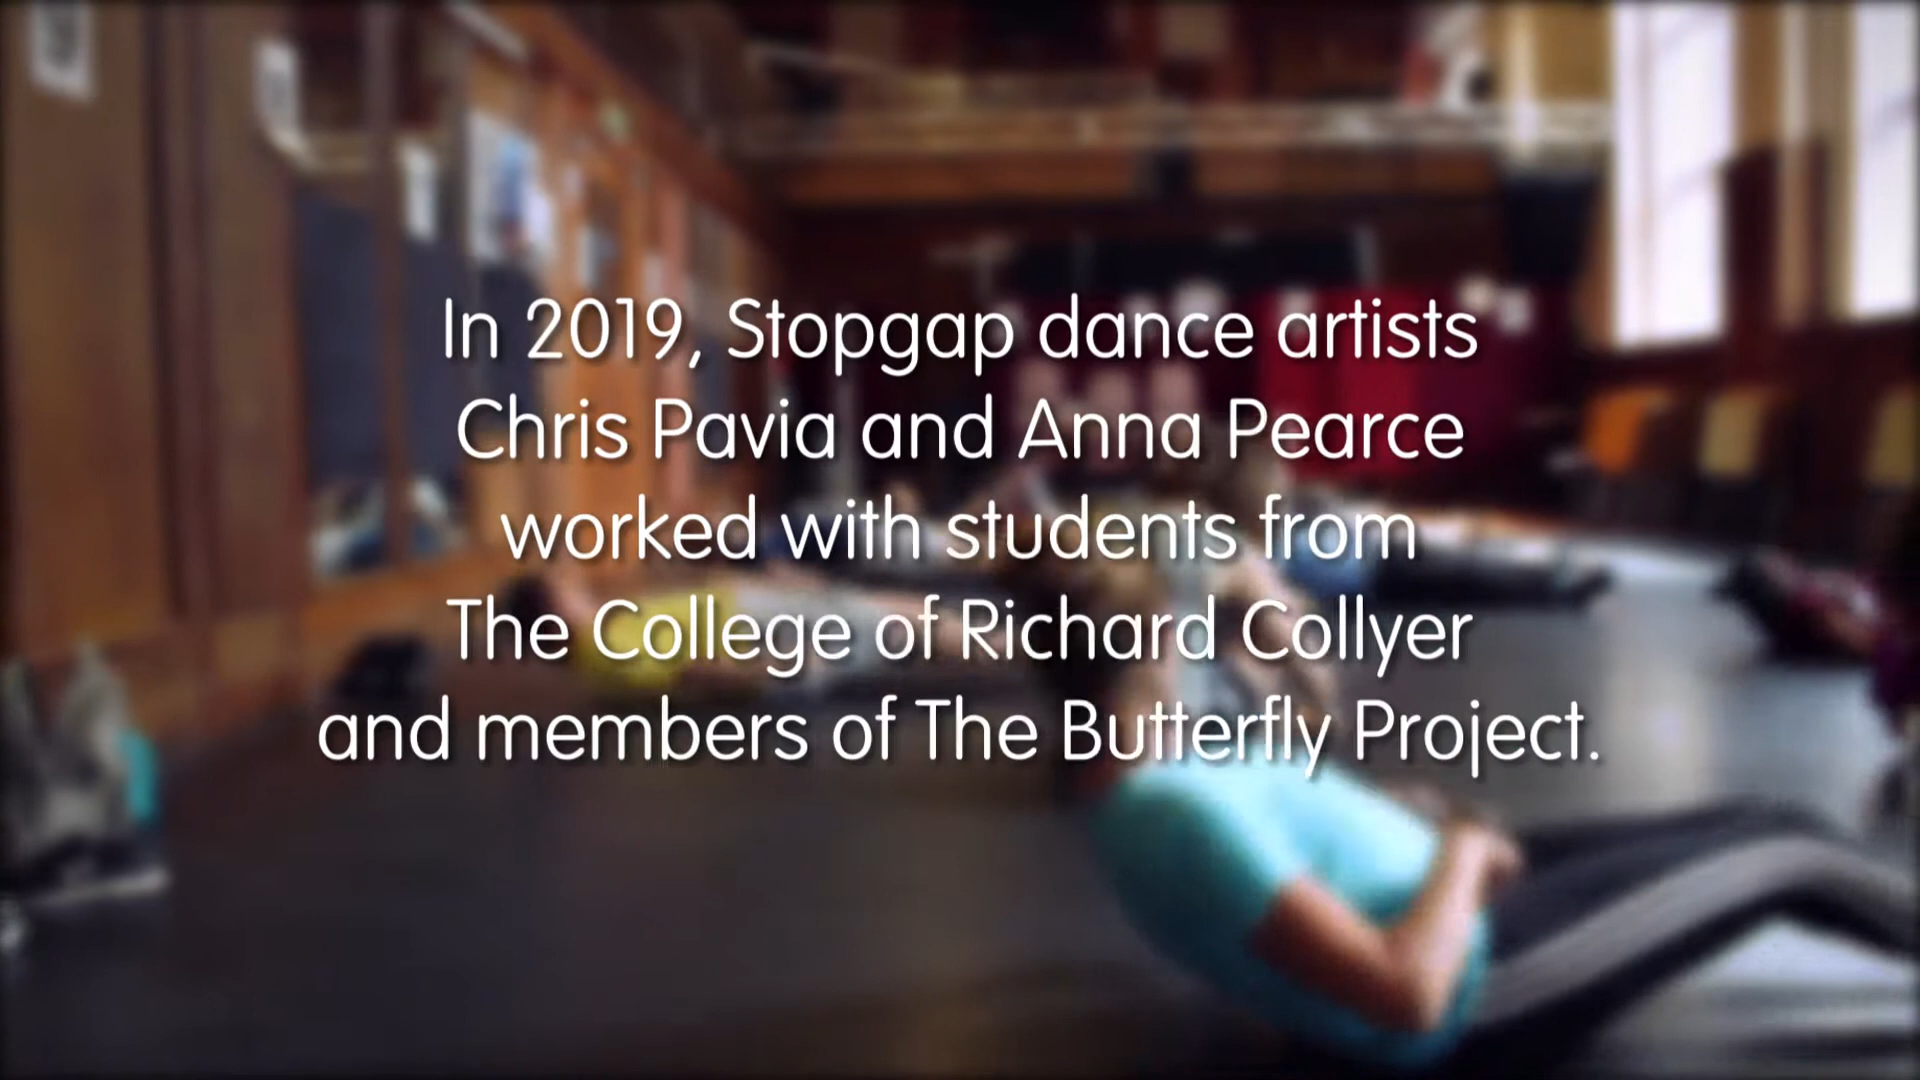 In 2019, Stopgap dance artists
Chris Pavia and Anna Pearce
worked with students from
The College of Richard Collyer
and members of The Butterfly Project.